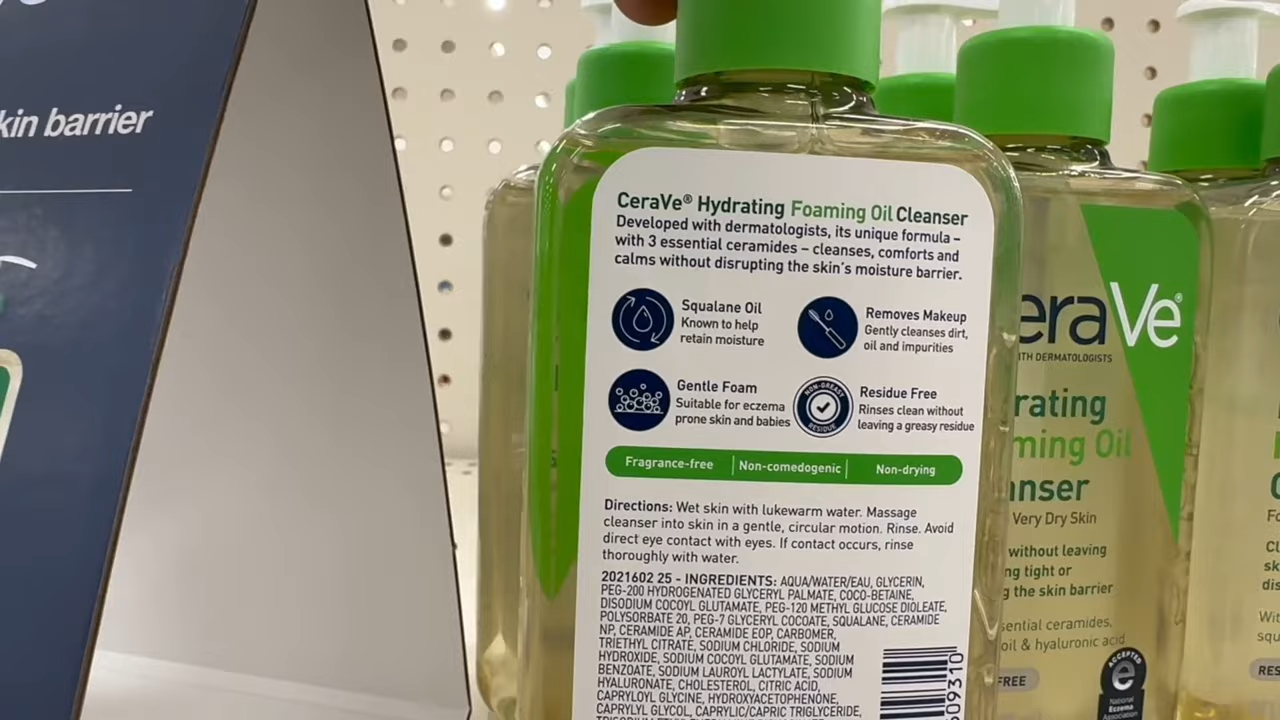 kin barrier
CeraVe® Hydrating Foaming Oil Cleanser
Developed with dermatologists, its unique formula –
with 3 essential ceramides – cleanses, comforts and
calms without disrupting the skin's moisture barrier.
Squalane Oil
Known to help
retain moisture
Removes Makeup
Gently cleanses dirt,
oil and impurities
Gentle Foam
Suitable for eczema
prone skin and babies
NON-GREASY
RESIDUE
Residue Free
Rinses clean without
leaving a greasy residue
Fragrance-free | Non-comedogenic | Non-drying
Directions: Wet skin with lukewarm water. Massage
cleanser into skin in a gentle, circular motion. Rinse. Avoid
direct eye contact with eyes. If contact occurs, rinse
thoroughly with water.
2021602 25 - INGREDIENTS: AQUA/WATER/EAU, GLYCERIN,
PEG-200 HYDROGENATED GLYCERYL PALMATE, COCO-BETAINE,
DISODIUM COCOYL GLUTAMATE, PEG-120 METHYL GLUCOSE DIOLEATE,
POLYSORBATE 20, PEG-7 GLYCERYL COCOATE, SQUALANE, CERAMIDE
NP, CERAMIDE AP, CERAMIDE EOP, CARBOMER,
TRIETHYL CITRATE, SODIUM CHLORIDE, SODIUM
HYDROXIDE, SODIUM COCOYL GLUTAMATE, SODIUM
BENZOATE, SODIUM LAUROYL LACTYLATE, SODIUM
HYALURONATE, CHOLESTEROL, CITRIC ACID,
CAPRYLOYL GLYCINE, HYDROXYACETOPHENONE,
CAPRYLYL GLYCOL, CAPRYLIC/CAPRIC TRIGLYCERIDE,
09310
eraVe®
ITH DERMATOLOGISTS
rating
ming Oil
nser
Very Dry Skin
without leaving
ng tight or
g the skin barrier
sential ceramides,
oil & hyaluronic acid
FREE
ACCEPTED
e
National
Eczema
Association